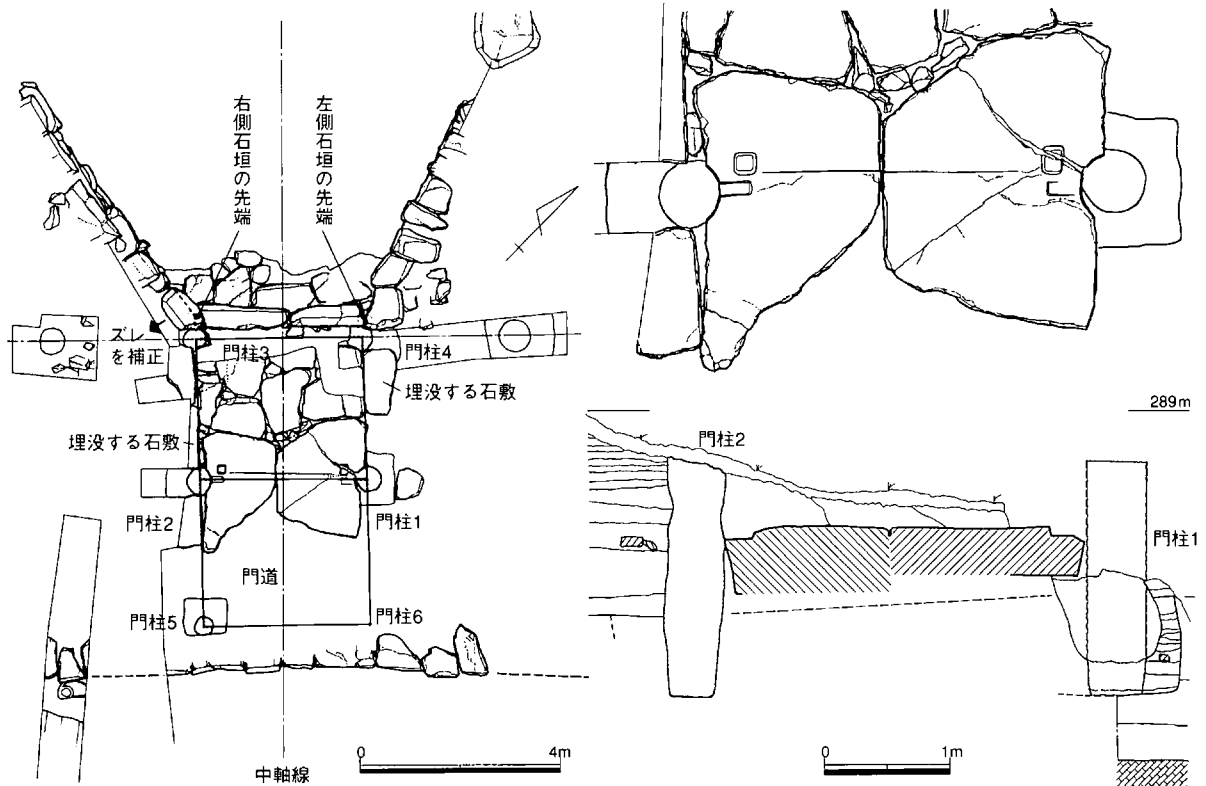 右側石垣の先端
左側石垣の先端
ズレ
を補正
門柱3
門柱4
埋没する石敷
埋没する石敷
門柱2
門柱1
門道
門柱5
門柱6
中軸線
0
4m
289m
門柱2
門柱1
0
1m